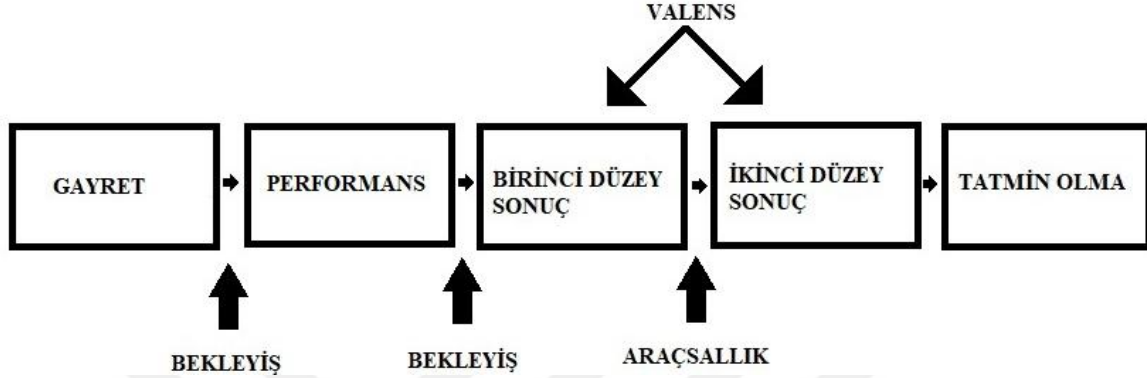 VALENS
GAYRET
PERFORMANS
BİRİNCİ DÜZEY
SONUÇ
İKİNCİ DÜZEY
SONUÇ
TATMİN OLMA
BEKLEYİŞ
BEKLEYİŞ
ARAÇSALLIK